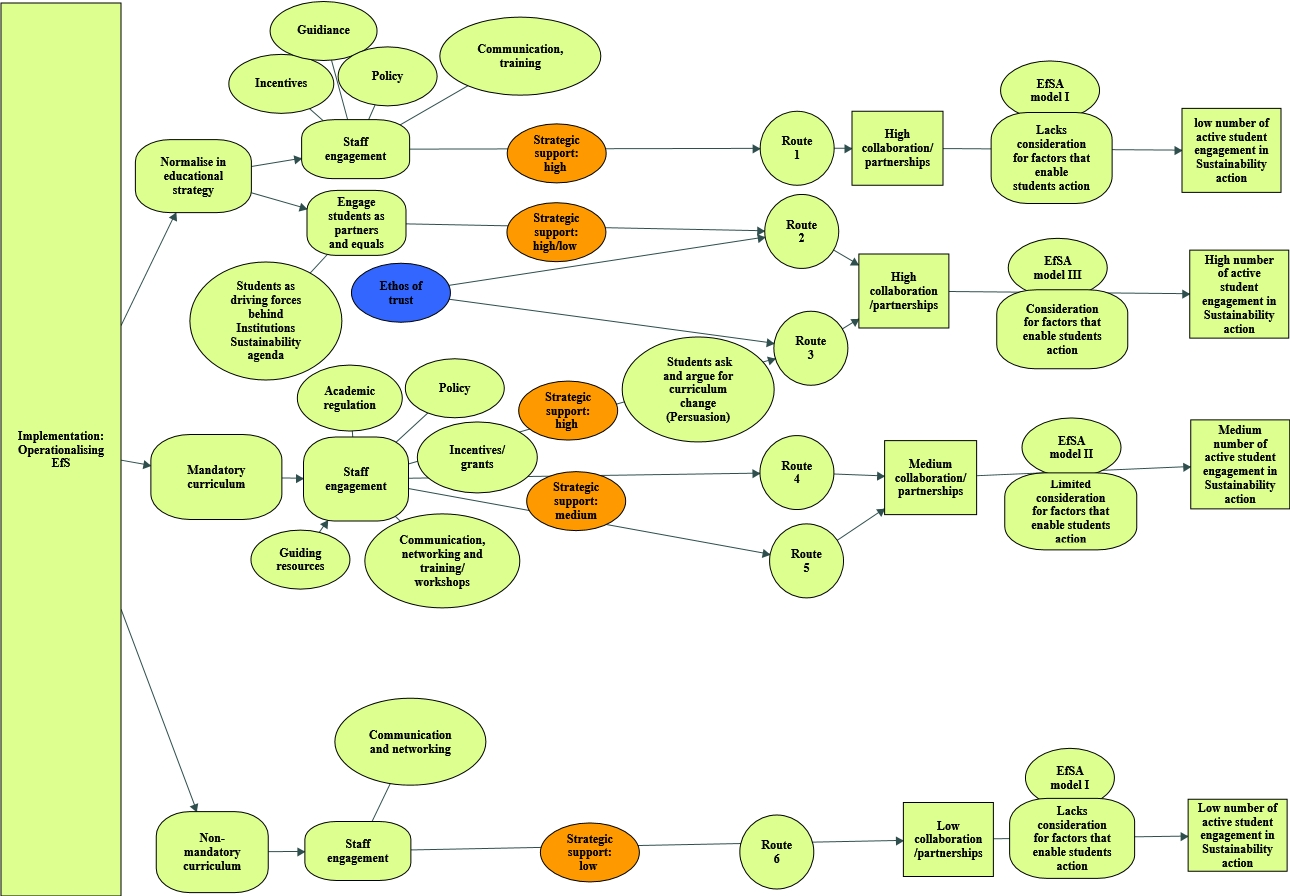 Guidiance
Incentives
Policy
Communication,
training
Staff
engagement
Normalise in
educational
strategy
Strategic
support:
high
Route
1
High
collaboration/
partnerships
EfSA
model I
Lacks
consideration
for factors that
enable
students action
low number of
active student
engagement in
Sustainability
action
Engage
students as
partners
and equals
Strategic
support:
high/low
Route
2
Students as
driving forces
behind
Institutions
Sustainability
agenda
Ethos of
trust
High
collaboration
/partnerships
EfSA
model III
Consideration
for factors that
enable students
action
High number
of active
student
engagement in
Sustainability
action
Route
3
Students ask
and argue for
curriculum
change
(Persuasion)
Implementation:
Operationalising
EfS
Mandatory
curriculum
Academic
regulation
Policy
Strategic
support:
high
Staff
engagement
Incentives/
grants
Strategic
support:
medium
Guiding
resources
Communication,
networking and
training/
workshops
Route
4
Route
5
Medium
collaboration/
partnerships
EfSA
model II
Limited
consideration
for factors that
enable students
action
Medium
number of
active student
engagement in
Sustainability
action
Communication
and networking
Non-
mandatory
curriculum
Staff
engagement
Strategic
support:
low
Route
6
Low
collaboration
/partnerships
EfSA
model I
Lacks
consideration
for factors that
enable students
action
Low number of
active student
engagement in
Sustainability
action